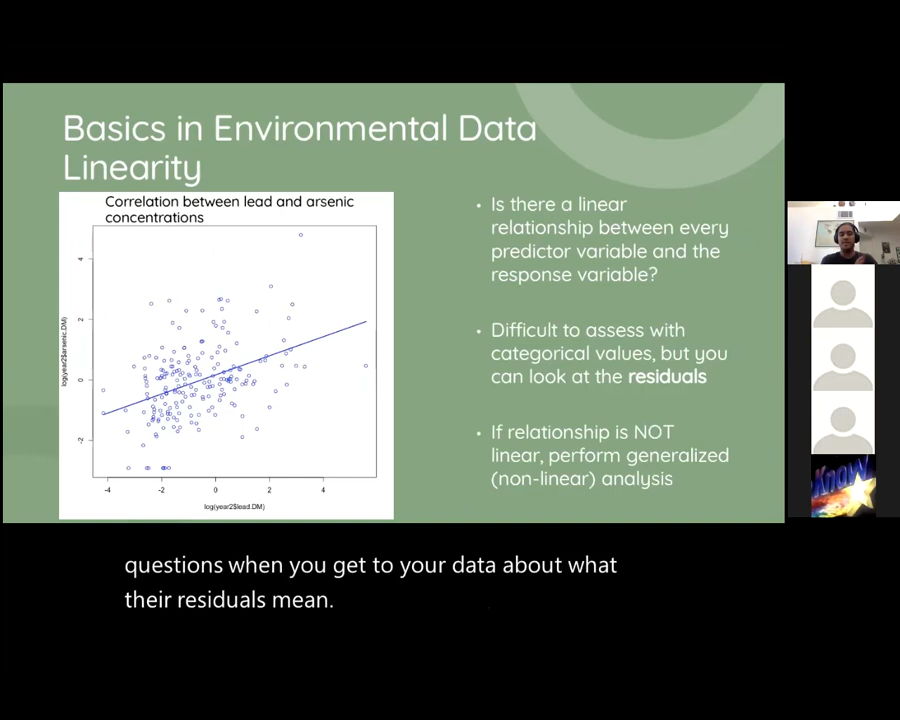 Basics in Environmental Data
Linearity
Correlation between lead and arsenic
concentrations
log(year2$arsenic.DM)
4
2
0
-2
-4
-2
0
2
4
log(year2$lead.DM)
• Is there a linear
relationship between every
predictor variable and the
response variable?
• Difficult to assess with
categorical values, but you
can look at the residuals
• If relationship is NOT
linear, perform generalized
(non-linear) analysis
Know
questions when you get to your data about what
their residuals mean.